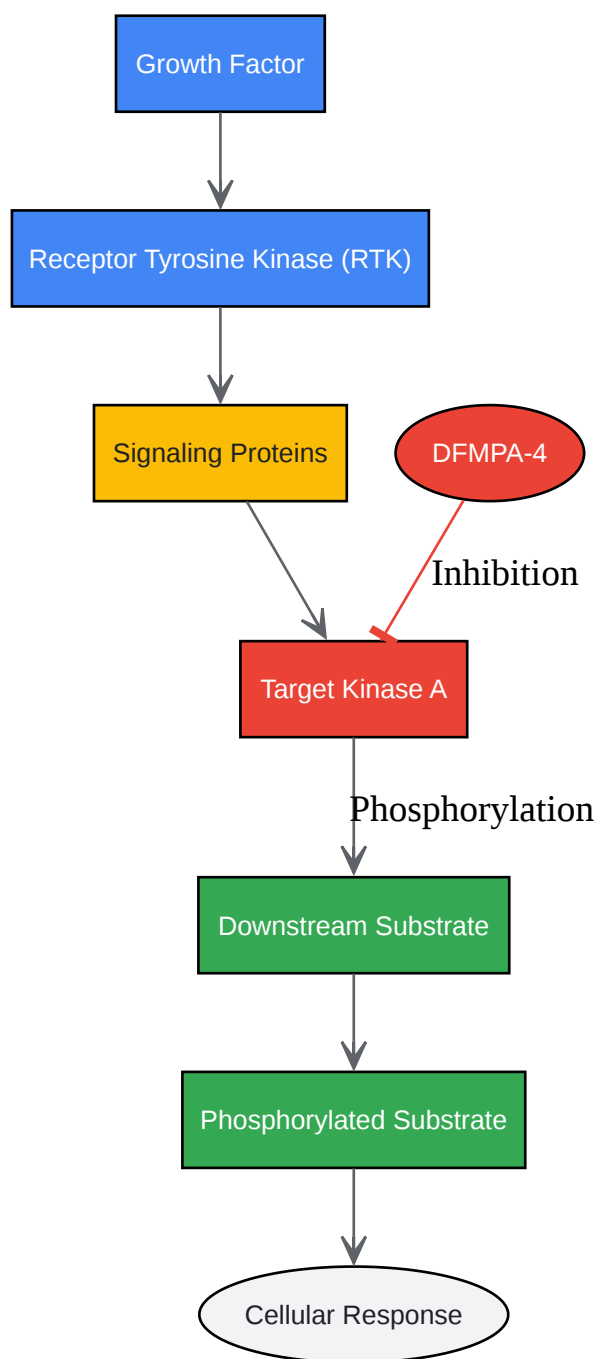 Growth Factor
Receptor Tyrosine Kinase (RTK)
Signaling Proteins
DFMPA-4
Inhibition
Target Kinase A
Phosphorylation
Downstream Substrate
Phosphorylated Substrate
Cellular Response